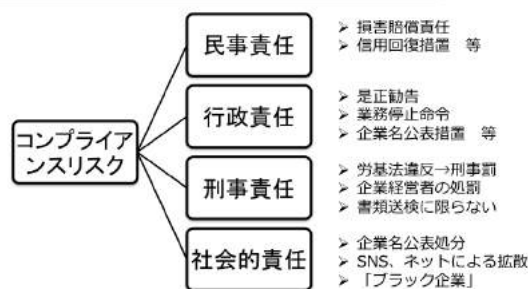 コンプライア
ンスリスク
民事責任
➢ 損害賠償責任
➢ 信用回復措置　等
行政責任
➢ 是正勧告
➢ 業務停止命令
➢ 企業名公表措置　等
刑事責任
➢ 労基法違反→刑事罰
➢ 企業経営者の処罰
➢ 書類送検に限らない
社会的責任
➢ 企業名公表処分
➢ SNS、ネットによる拡散
➢ 「ブラック企業」